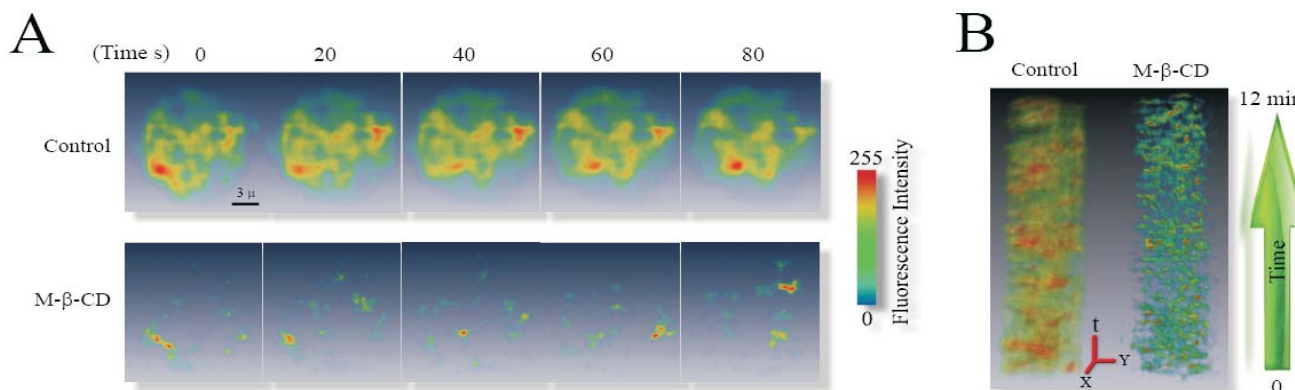 A
(Time s) 0 20 40 60 80
Control
3 μ
M-β-CD
255
0
Fluorescence Intensity
B
Control M-β-CD
12 min
Time
0
t
X
Y